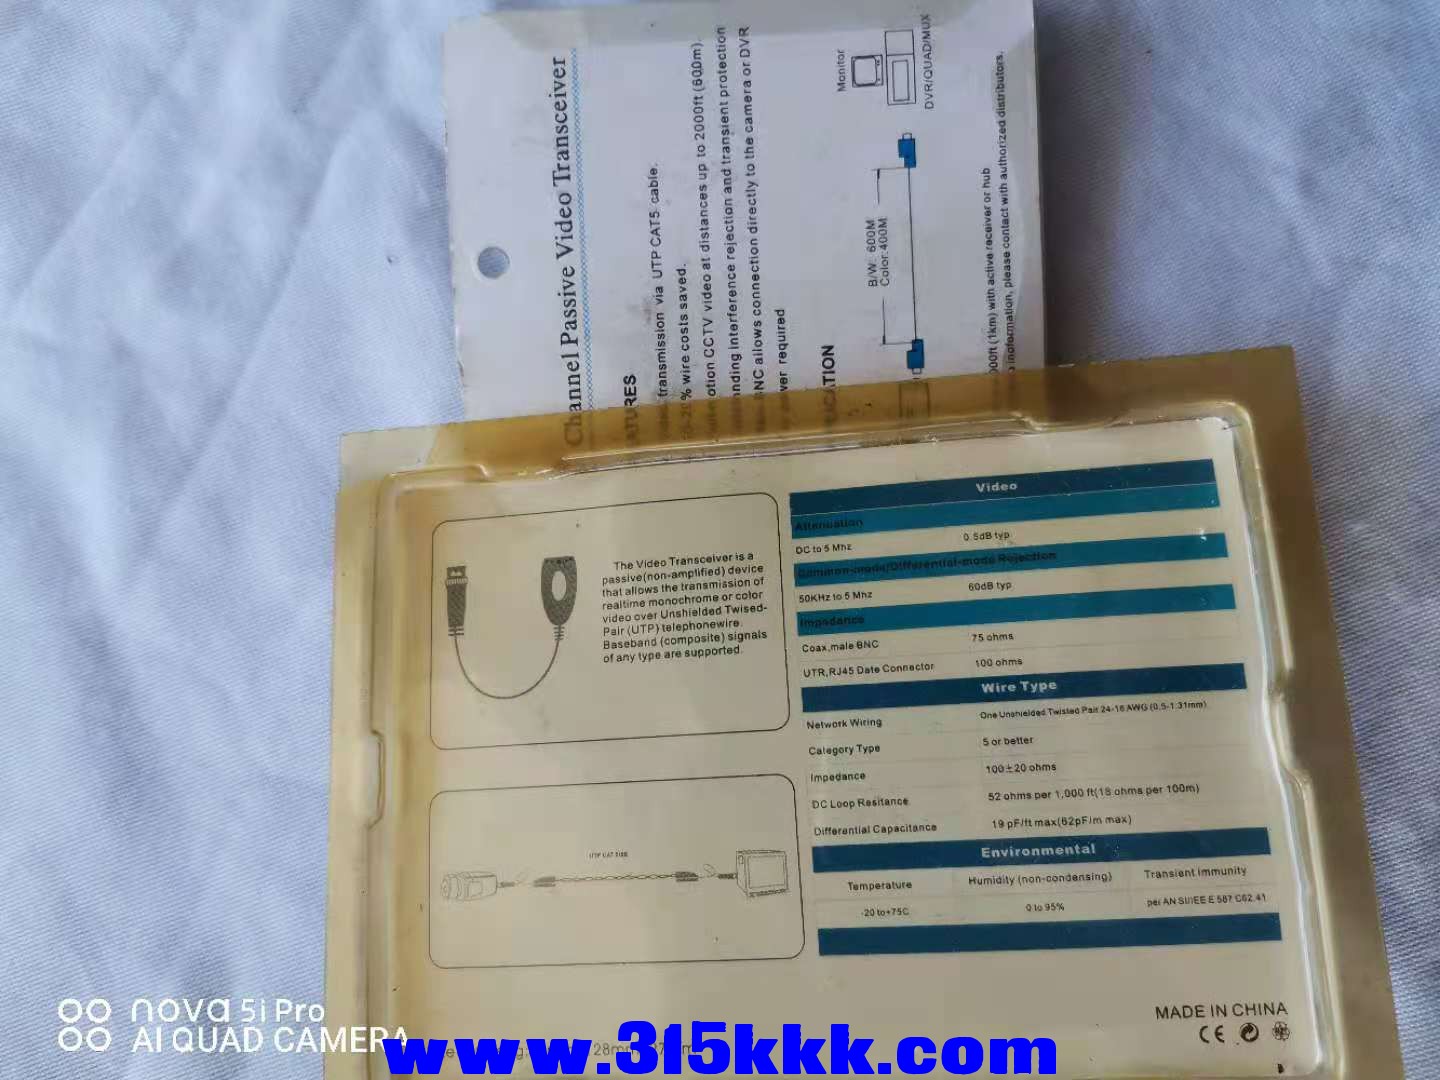 Channel Passive Video Transceiver
ATURES
transmission via UTP CAT5 cable.
% wire costs saved.
otion CCTV video at distances up to 2000ft (600m).
nding interference rejection and transient protection
BNC allows connection directly to the camera or DVR
wer required
ICATION
Monitor
DVR/QUAD/MUX
B/W: 600M
Color:400M
000ft (1km) with active receiver or hub
inoformation, please contact with authorized distributors.
The Video Transceiver is a
passive(non-amplified) device
that allows the transmission of
realtime monochrome or color
video over Unshielded Twised-
Pair (UTP) telephonewire.
Baseband (composite) signals
of any type are supported.
UTP CAT
Video
Attenuation
DC to 5 Mhz 0.5dB typ
Common-mode/Differential-mode Rejection
50KHz to 5 Mhz 60dB typ
Impedance
Coax,male BNC 75 ohms
UTR,RJ45 Date Connector 100 ohms
Wire Type
Network Wiring One Unshielded Twisted Pair 24-16 AWG (0.5-1.31mm)
Category Type 5 or better
Impedance 100±20 ohms
DC Loop Resitance 52 ohms per 1,000 ft(18 ohms per 100m)
Differential Capacitance 19 pF/ft max(62pF/m max)
Environmental
Temperature Humidity (non-condensing) Transient Immunity
-20 to+75C 0 to 95% per AN SI/IEE E 587 C62.41
MADE IN CHINA
CE
nova 5i Pro
AI QUAD CAMERA
www.315kkk.com